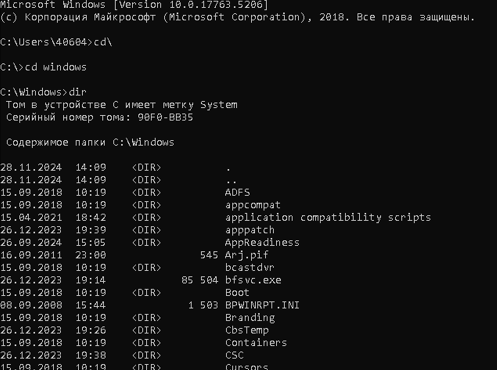 Microsoft Windows [Version 10.0.17763.5206]
(c) Корпорация Майкрософт (Microsoft Corporation), 2018. Все права защищены.
C:\Users\40604>cd\
C:\>cd windows
C:\Windows>dir
Том в устройстве C имеет метку System
Серийный номер тома: 90F0-BB35
Содержимое папки C:\Windows
28.11.2024  14:09    <DIR>          .
28.11.2024  14:09    <DIR>          ..
15.09.2018  10:19    <DIR>          ADFS
15.09.2018  10:19    <DIR>          appcompat
15.04.2021  18:42    <DIR>          application compatibility scripts
26.12.2023  19:39    <DIR>          apppatch
26.09.2024  15:05    <DIR>          AppReadiness
16.09.2011  23:00               545 Arj.pif
15.09.2018  10:19    <DIR>          bcastdvr
26.12.2023  19:14            85 504 bfsvc.exe
15.09.2018  10:19    <DIR>          Boot
08.09.2008  15:44             1 503 BPWINRPT.INI
15.09.2018  10:19    <DIR>          Branding
26.12.2023  19:26    <DIR>          CbsTemp
15.09.2018  10:19    <DIR>          Containers
26.12.2023  19:38    <DIR>          CSC
15.09.2018  10:19    <DIR>          Cursors